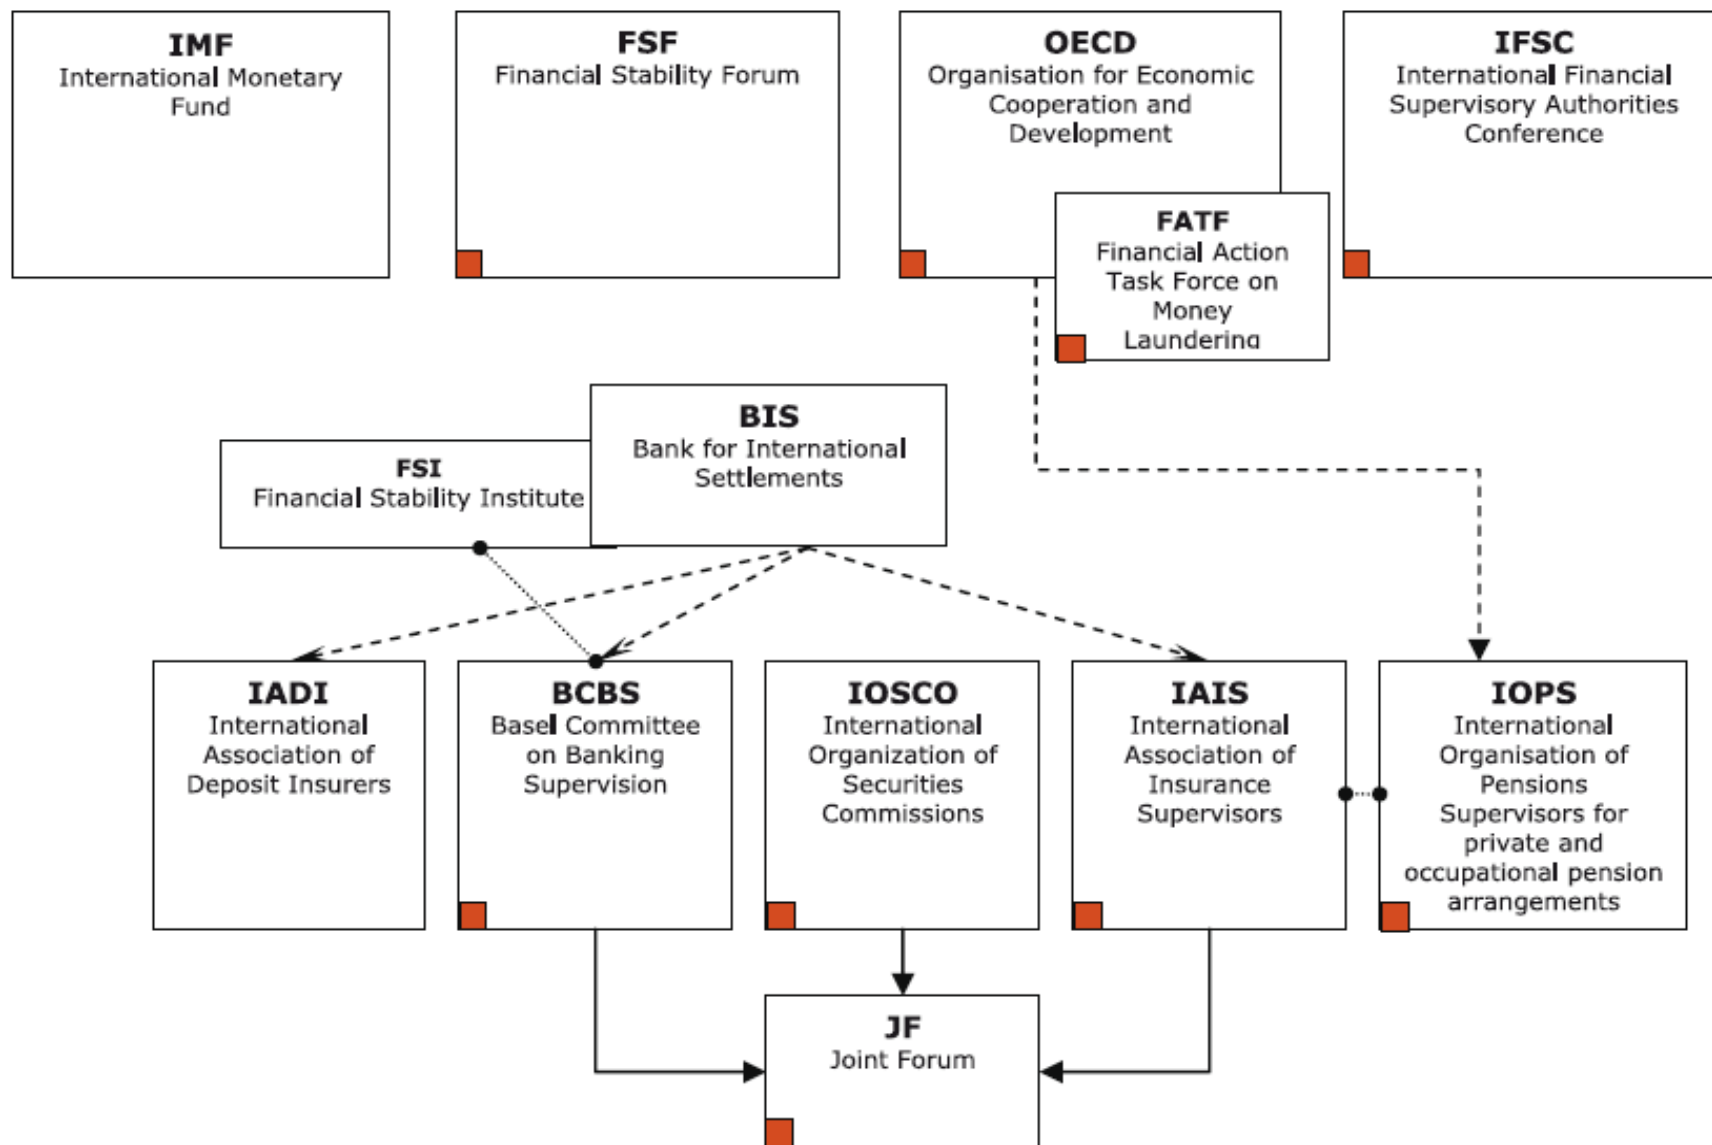 IMF
International Monetary
Fund
FSF
Financial Stability Forum
OECD
Organisation for Economic
Cooperation and
Development
IFSC
International Financial
Supervisory Authorities
Conference
FATF
Financial Action
Task Force on
Money
Laundering
BIS
Bank for International
Settlements
FSI
Financial Stability Institute
IADI
International
Association of
Deposit Insurers
BCBS
Basel Committee
on Banking
Supervision
IOSCO
International
Organization of
Securities
Commissions
IAIS
International
Association of
Insurance
Supervisors
IOPS
International
Organisation of
Pensions
Supervisors for
private and
occupational pension
arrangements
JF
Joint Forum